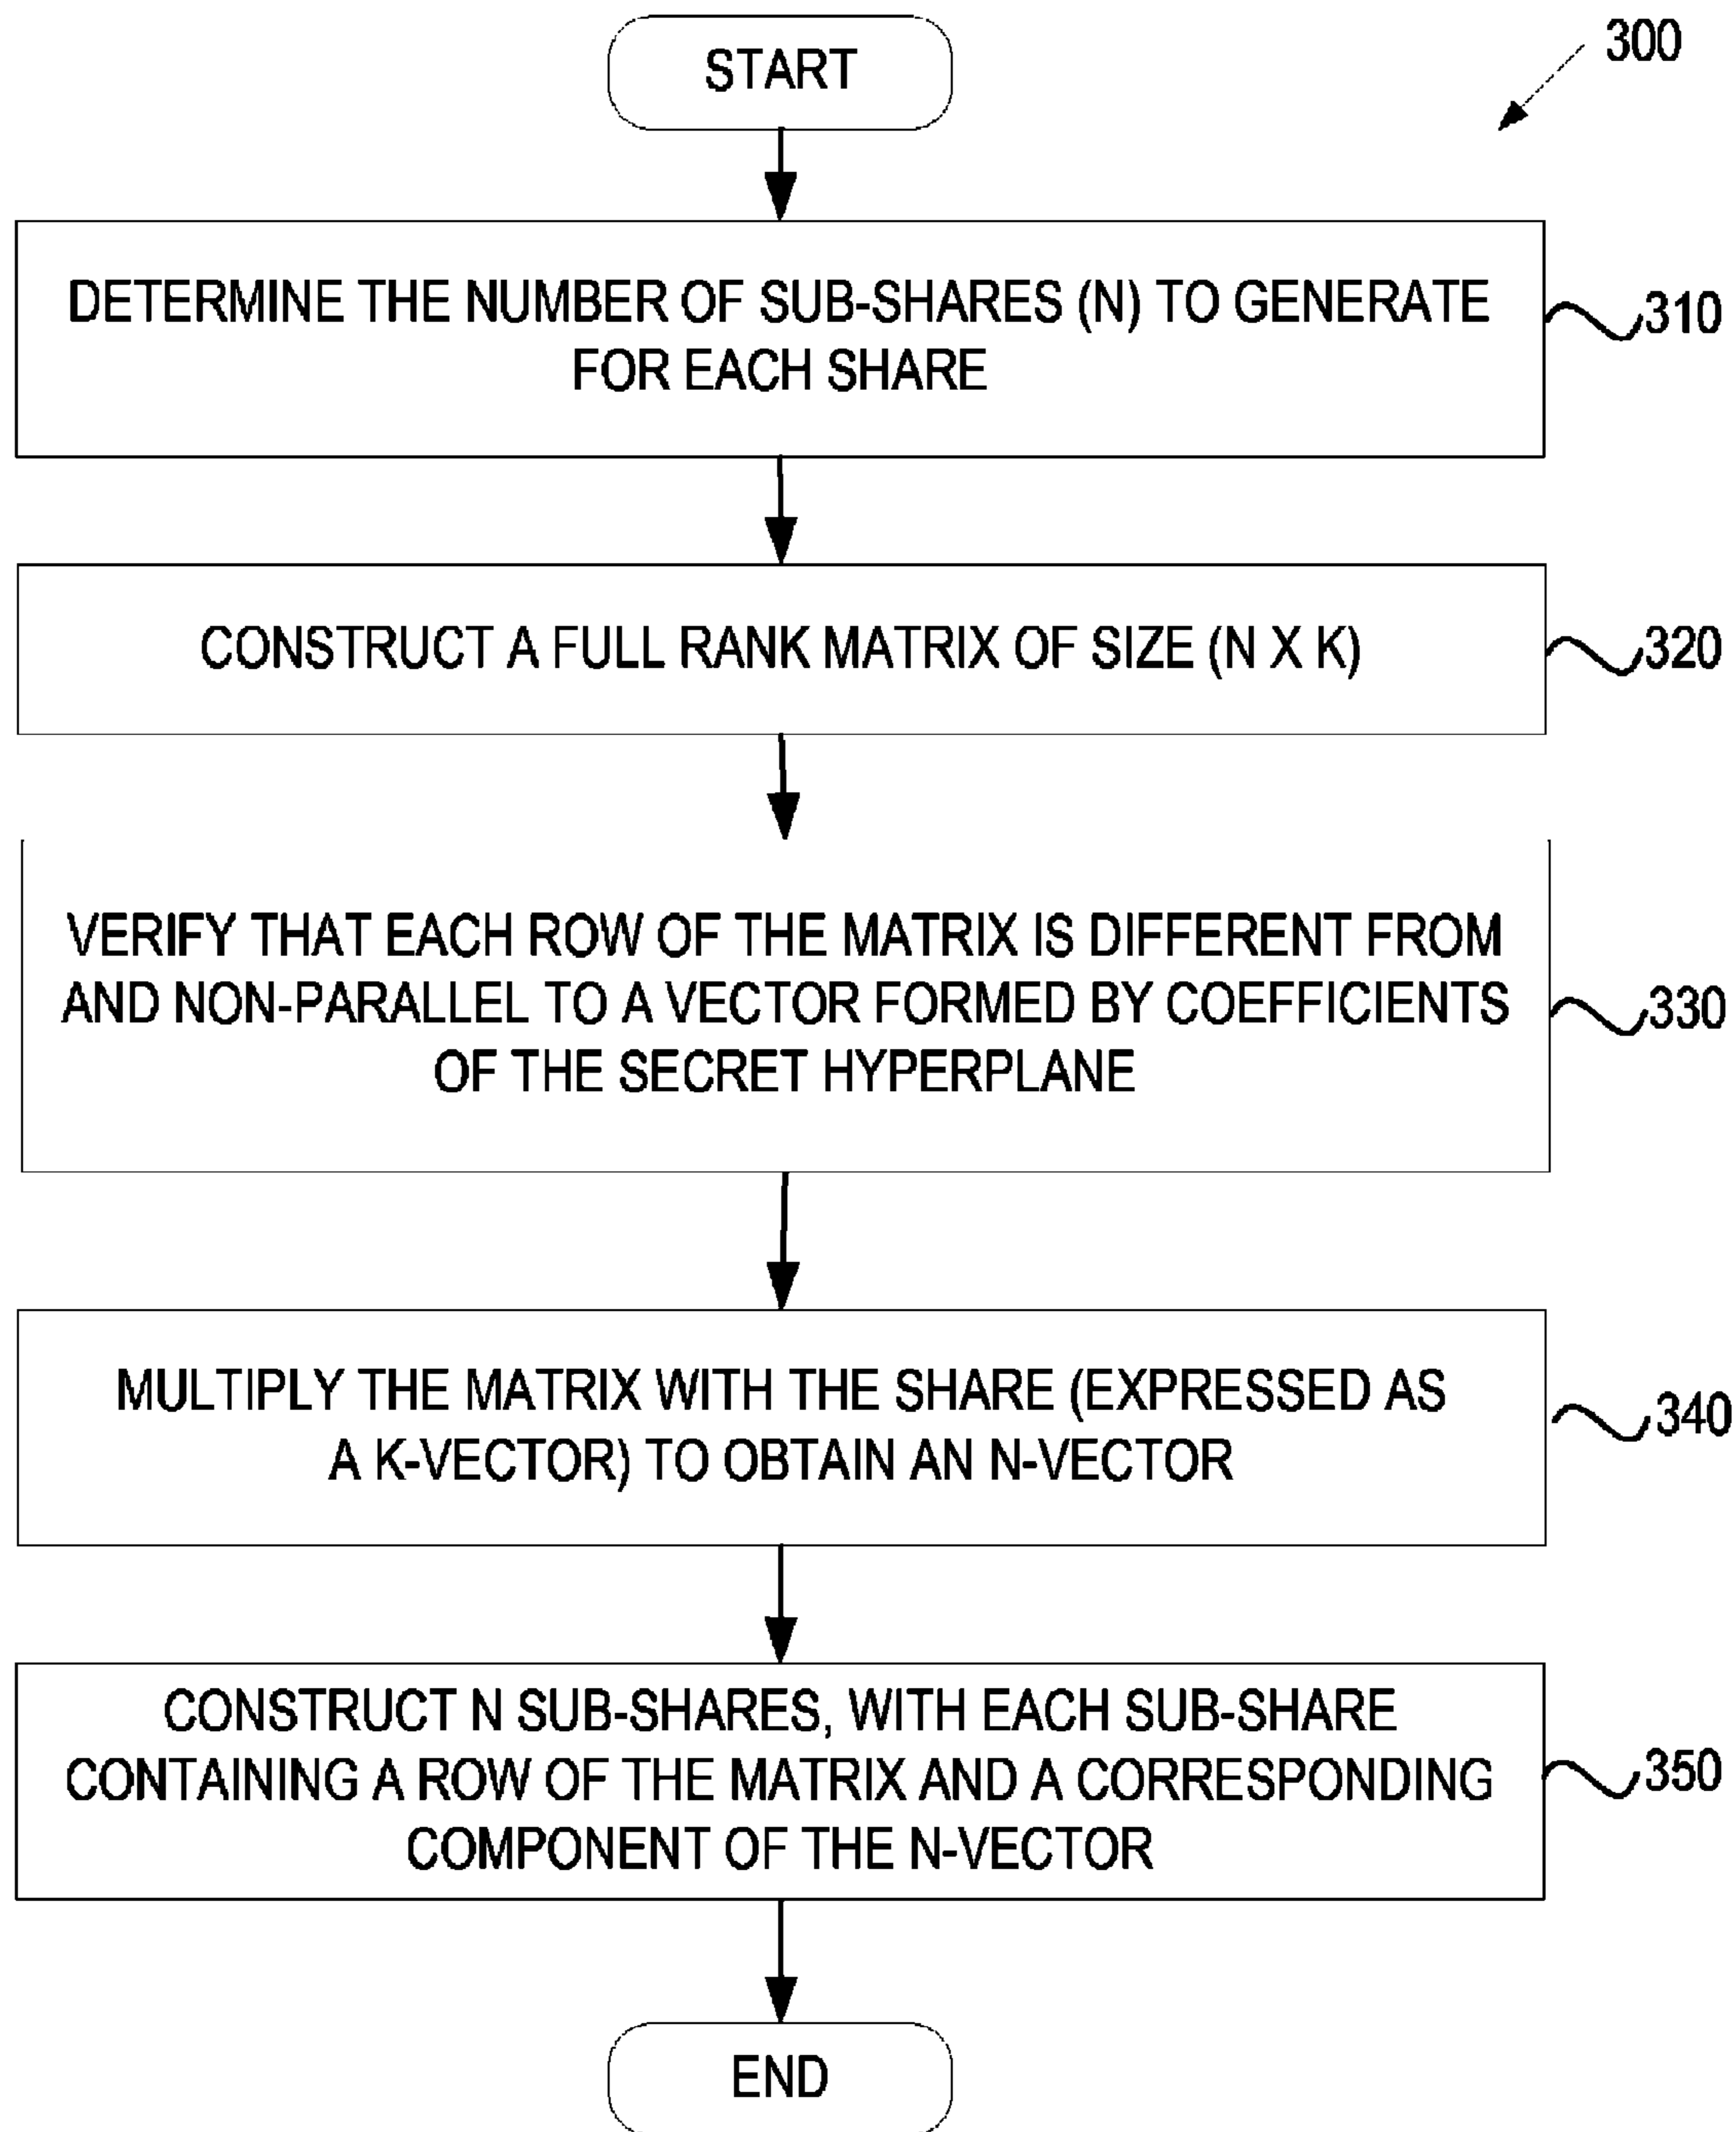 START
300
DETERMINE THE NUMBER OF SUB-SHARES (N) TO GENERATE
FOR EACH SHARE
310
CONSTRUCT A FULL RANK MATRIX OF SIZE (N X K)
320
VERIFY THAT EACH ROW OF THE MATRIX IS DIFFERENT FROM
AND NON-PARALLEL TO A VECTOR FORMED BY COEFFICIENTS
OF THE SECRET HYPERPLANE
330
MULTIPLY THE MATRIX WITH THE SHARE (EXPRESSED AS
A K-VECTOR) TO OBTAIN AN N-VECTOR
340
CONSTRUCT N SUB-SHARES, WITH EACH SUB-SHARE
CONTAINING A ROW OF THE MATRIX AND A CORRESPONDING
COMPONENT OF THE N-VECTOR
350
END